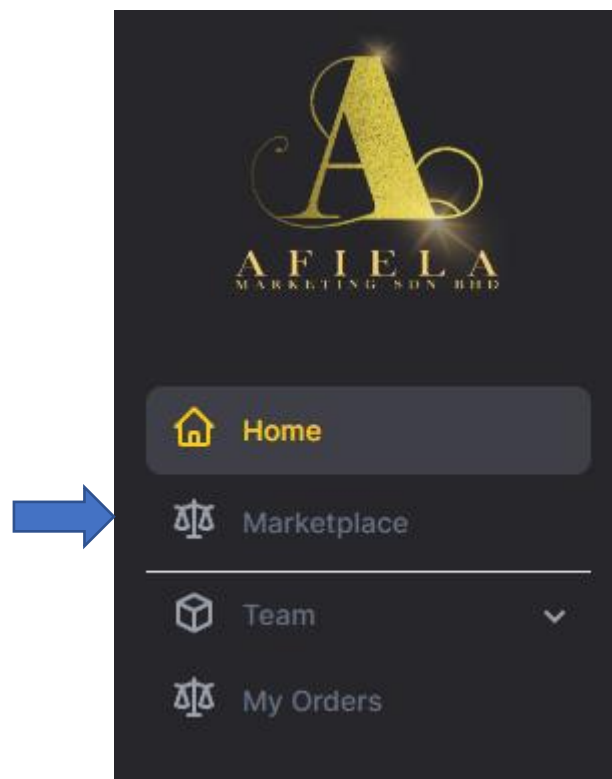 A
AFIELA
MARKETING SDN BHD
Home
Marketplace
Team
My Orders